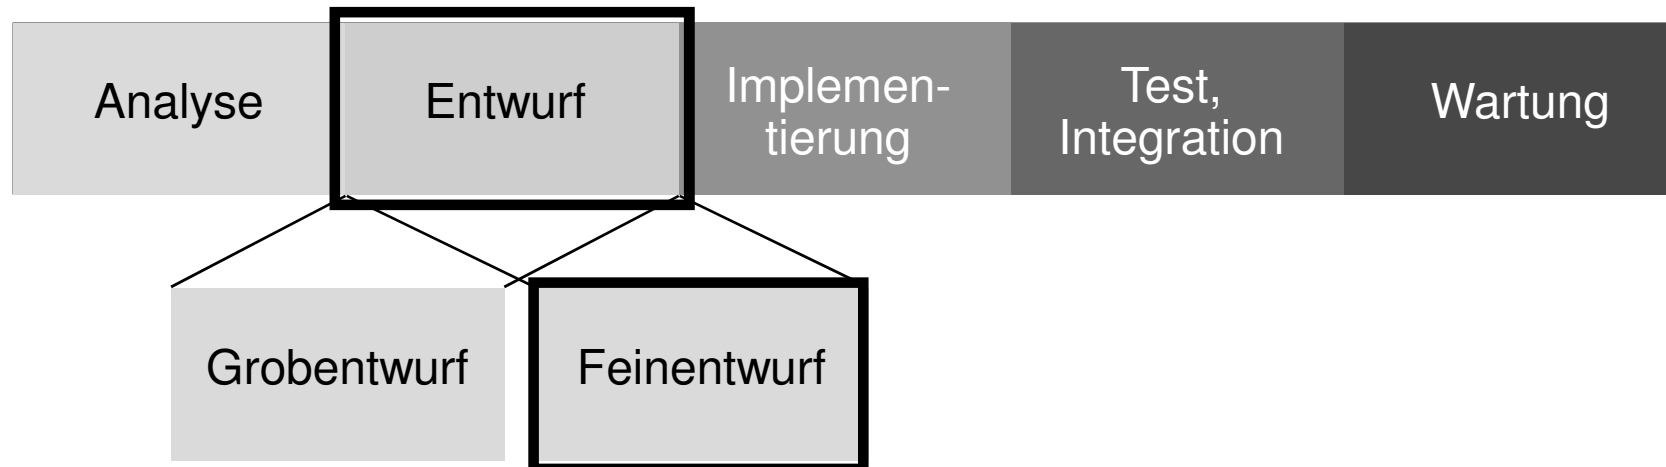 Analyse
Entwurf
Implemen-
tierung
Test,
Integration
Wartung
Grobentwurf
Feinentwurf